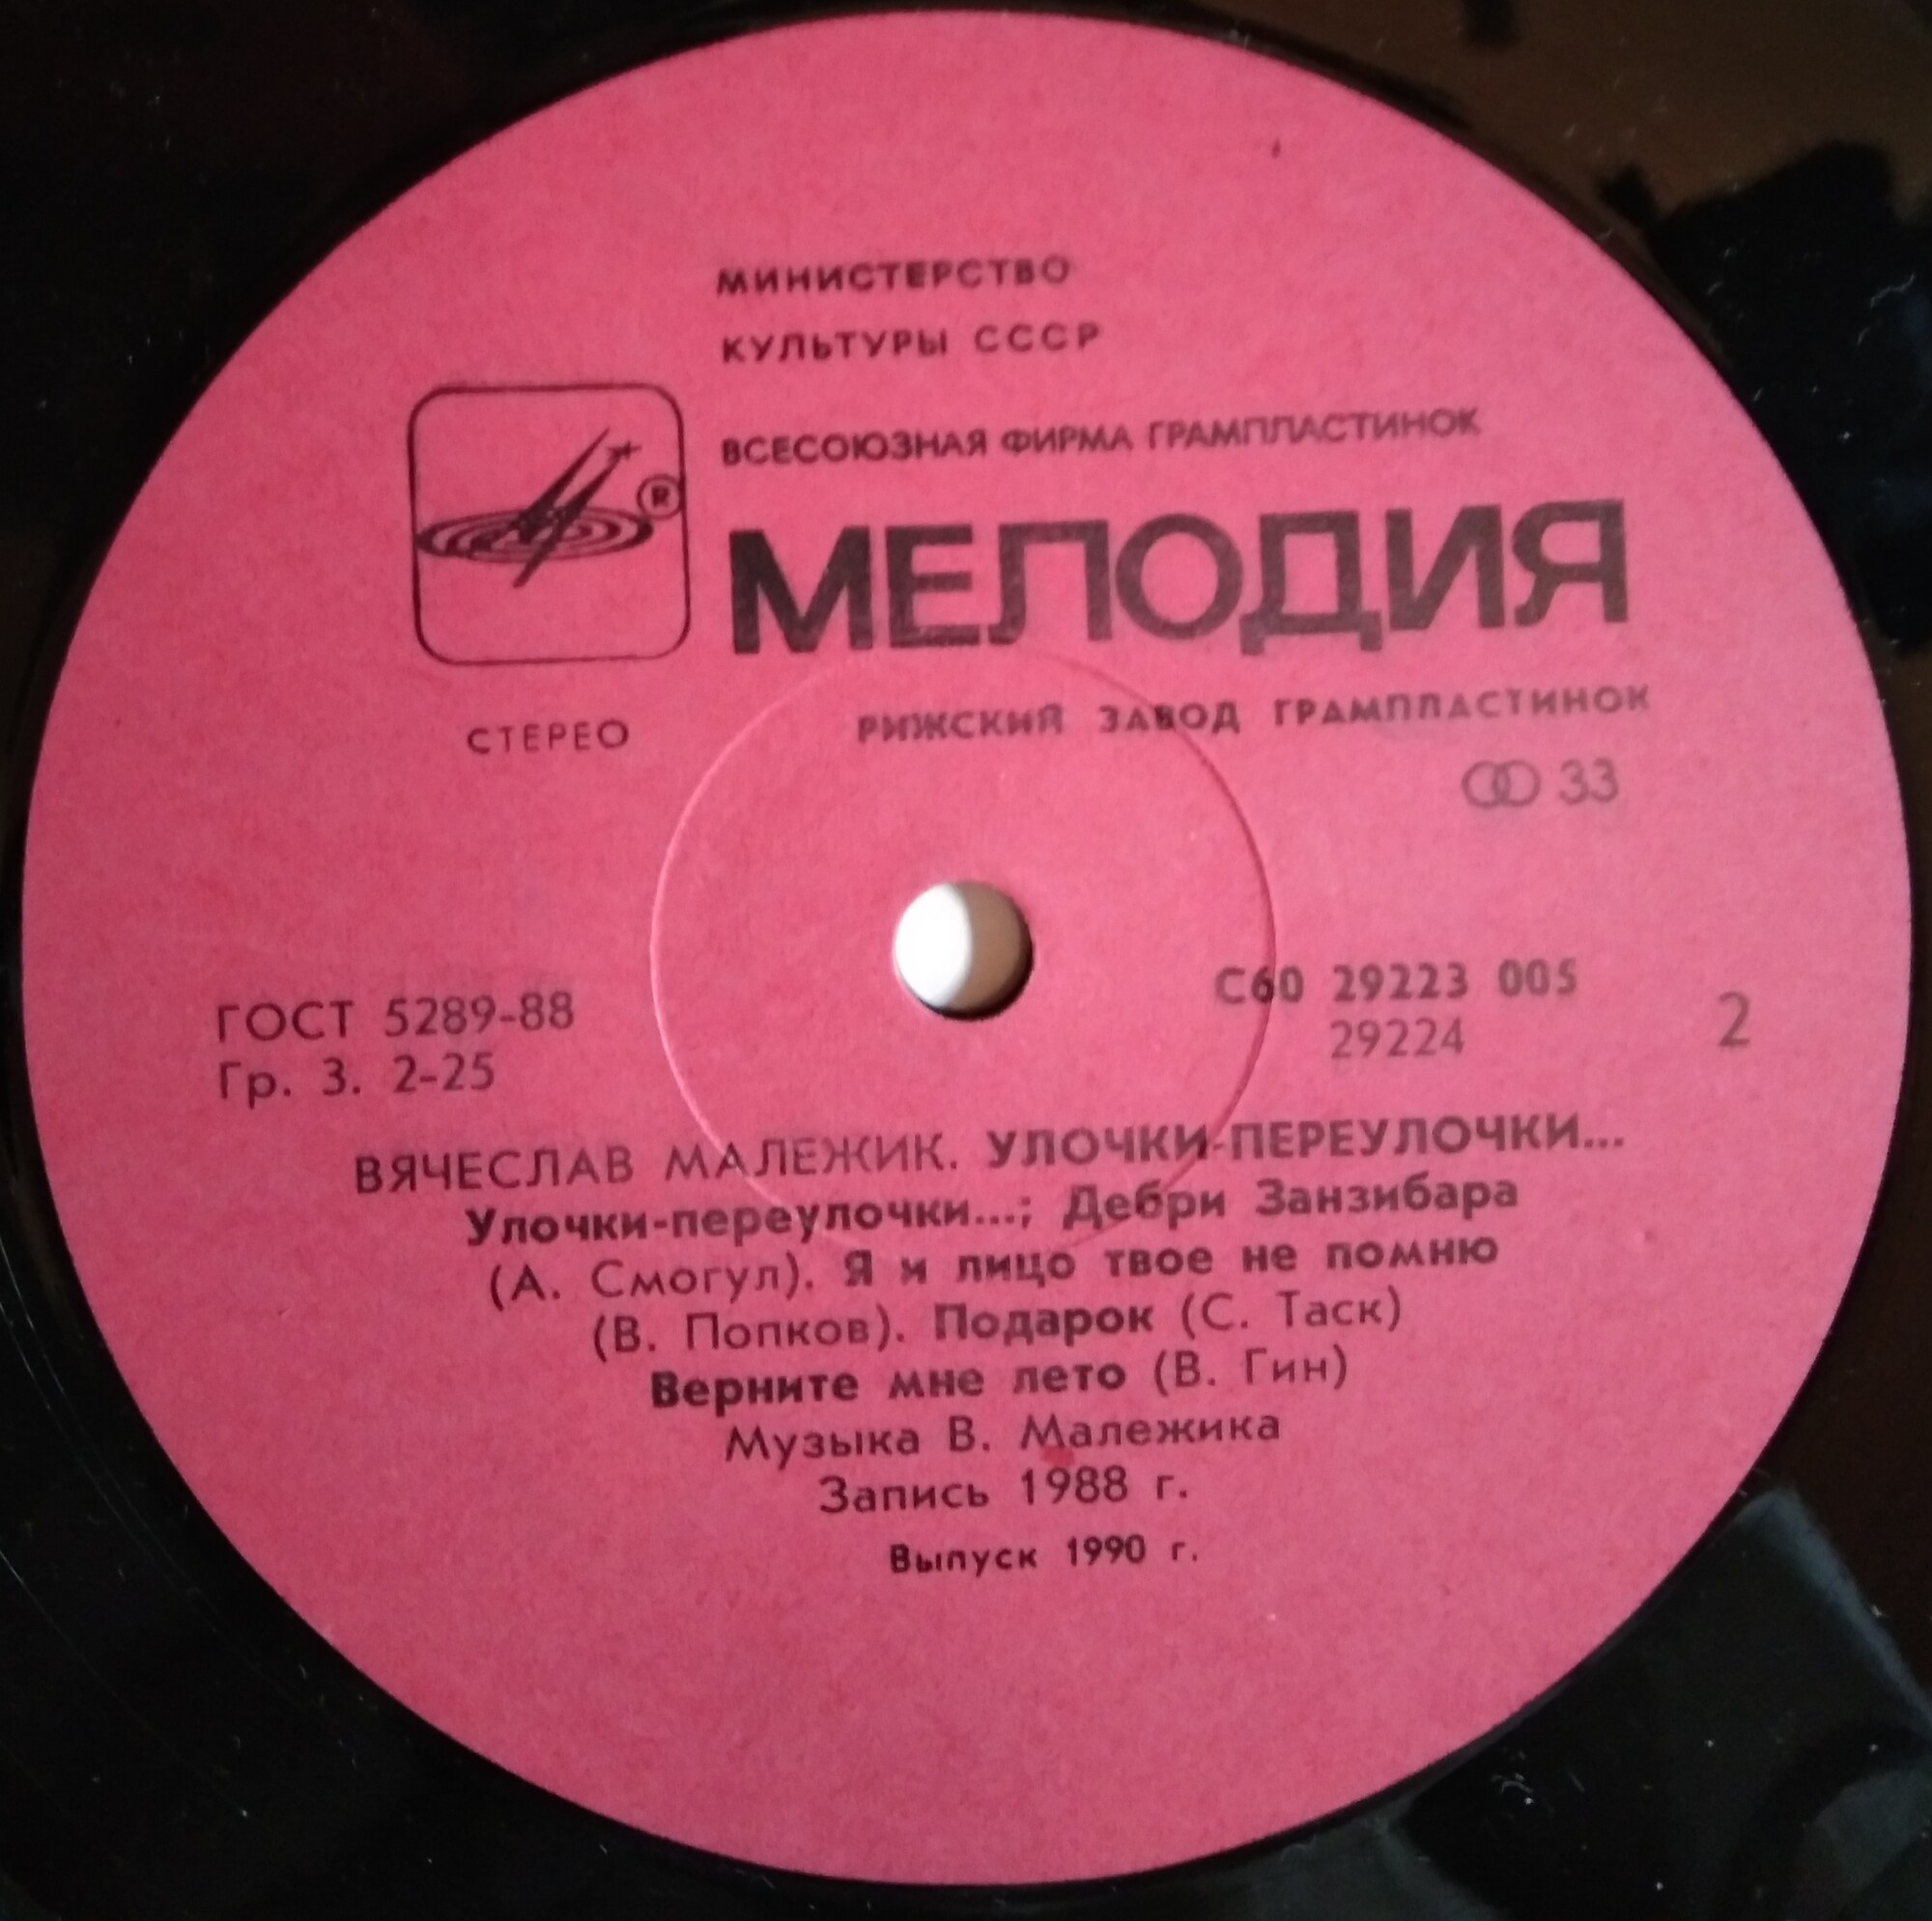 МИНИСТЕРСТВО
КУЛЬТУРЫ СССР
ВСЕСОЮЗНАЯ ФИРМА ГРАМПЛАСТИНОК
®
МЕЛОДИЯ
РИЖСКИЙ ЗАВОД ГРАМПЛАСТИНОК
СТЕРЕО
33
ГОСТ 5289-88
Гр. 3. 2-25
С60 29223 005
29224
2
ВЯЧЕСЛАВ МАЛЕЖИК. УЛОЧКИ-ПЕРЕУЛОЧКИ...
Улочки-переулочки...; Дебри Занзибара
(А. Смогул). Я и лицо твое не помню
(В. Попков). Подарок (С. Таск)
Верните мне лето (В. Гин)
Музыка В. Малежика
Запись 1988 г.
Выпуск 1990 г.